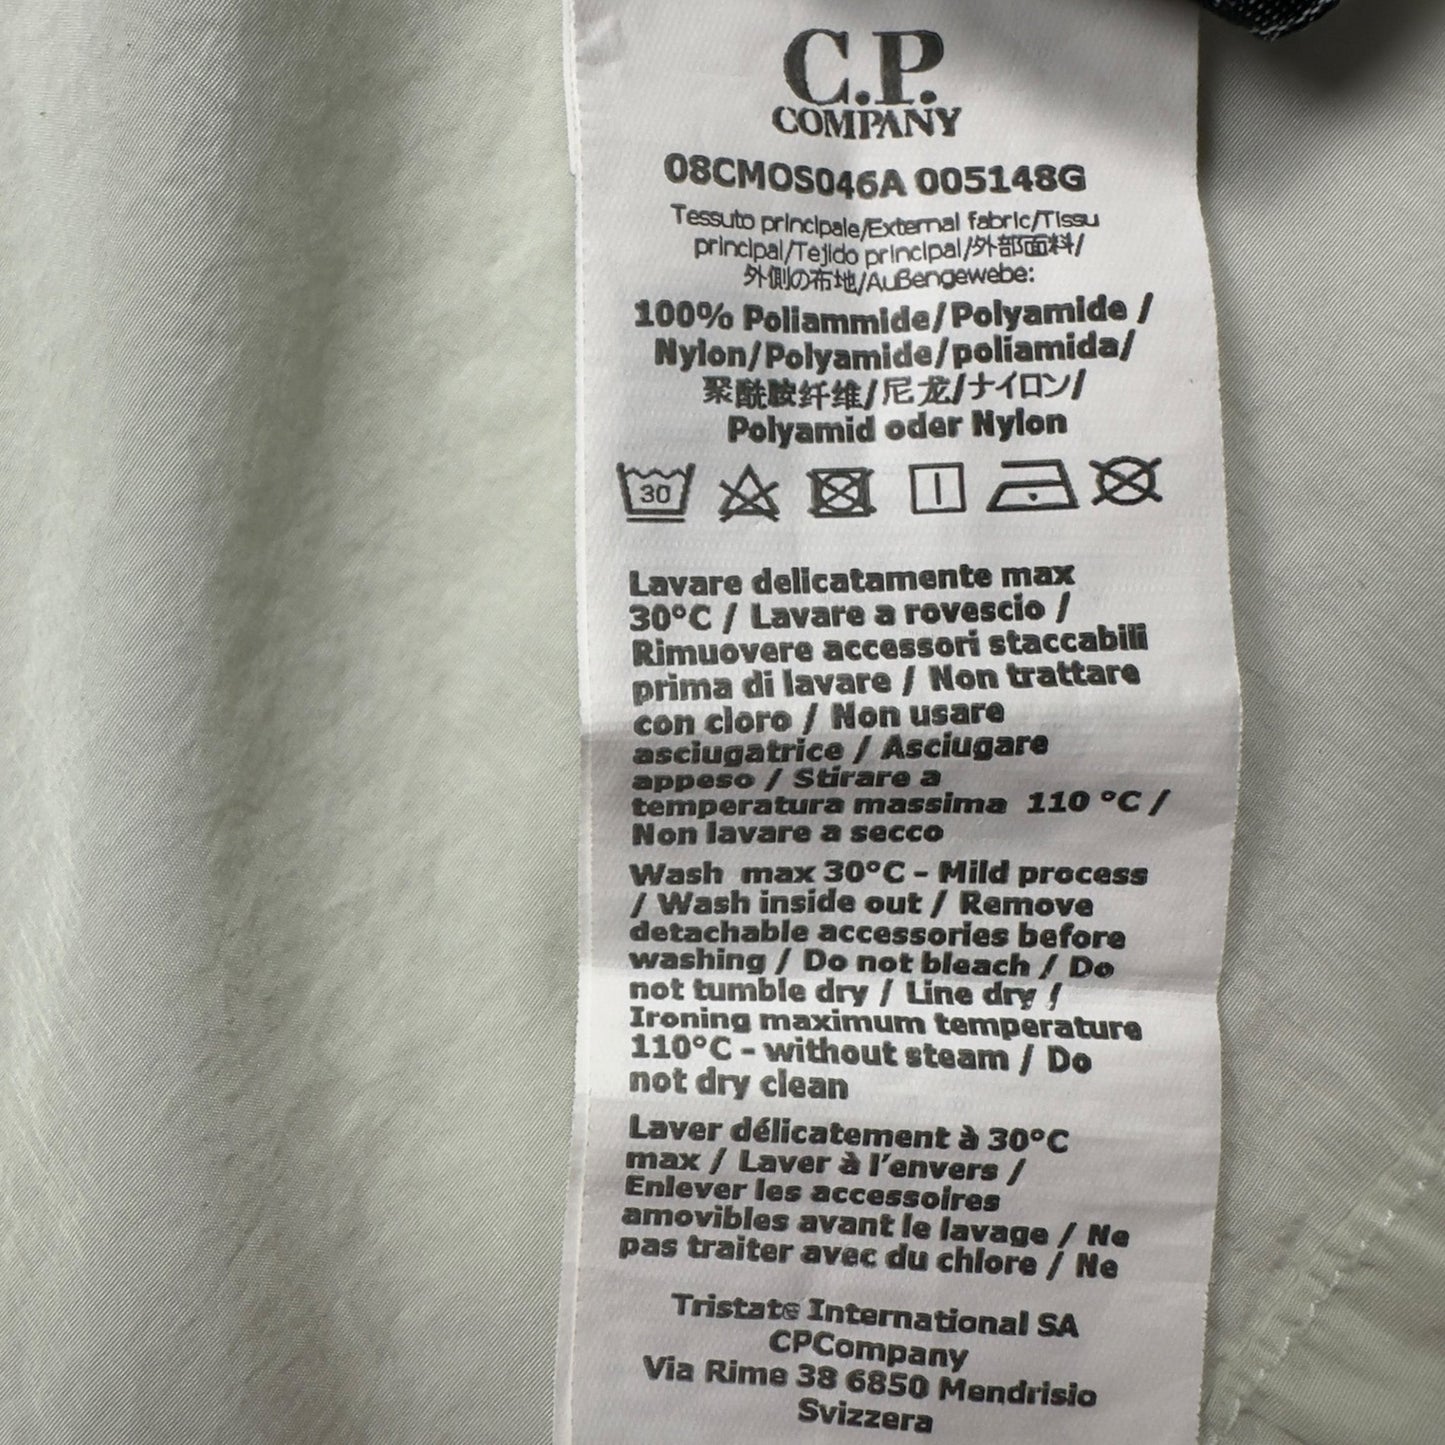 C.P.
COMPANY
08CMOS046A 005148G
Tessuto principale/External fabric/Tissu
principal/Tejido principal/外部面料/
外側の布地/Außengewebe:
100% Poliammide/Polyamide /
Nylon/Polyamide/poliamida/
聚酰胺纤维/尼龙/ナイロン/
Polyamid oder Nylon
30
Lavare delicatamente max
30°C / Lavare a rovescio /
Rimuovere accessori staccabili
prima di lavare / Non trattare
con cloro / Non usare
asciugatrice / Asciugare
appeso / Stirare a
temperatura massima 110 °C /
Non lavare a secco
Wash max 30°C - Mild process
/ Wash inside out / Remove
detachable accessories before
washing / Do not bleach / Do
not tumble dry / Line dry /
Ironing maximum temperature
110°C - without steam / Do
not dry clean
Laver délicatement à 30°C
max / Laver à l'envers /
Enlever les accessoires
amovibles avant le lavage / Ne
pas traiter avec du chlore / Ne
Tristate International SA
CPCompany
Via Rime 38 6850 Mendrisio
Svizzera